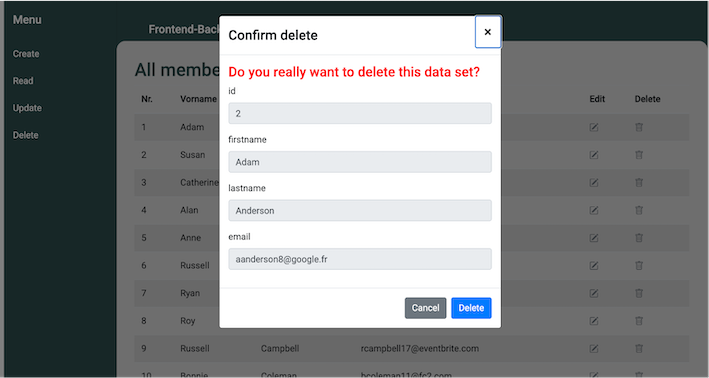 Menu
Create
Read
Update
Delete
Frontend-Back
All membe
Nr. Vorname Edit Delete
1 Adam
2 Susan
3 Catherine
4 Alan
5 Anne
6 Russell
7 Ryan
8 Roy
9 Russell Campbell rcampbell17@eventbrite.com
10 Bonnie Coleman bcoleman11@fc2.com
Confirm delete ×
Do you really want to delete this data set?
id
2
firstname
Adam
lastname
Anderson
email
aanderson8@google.fr
Cancel Delete